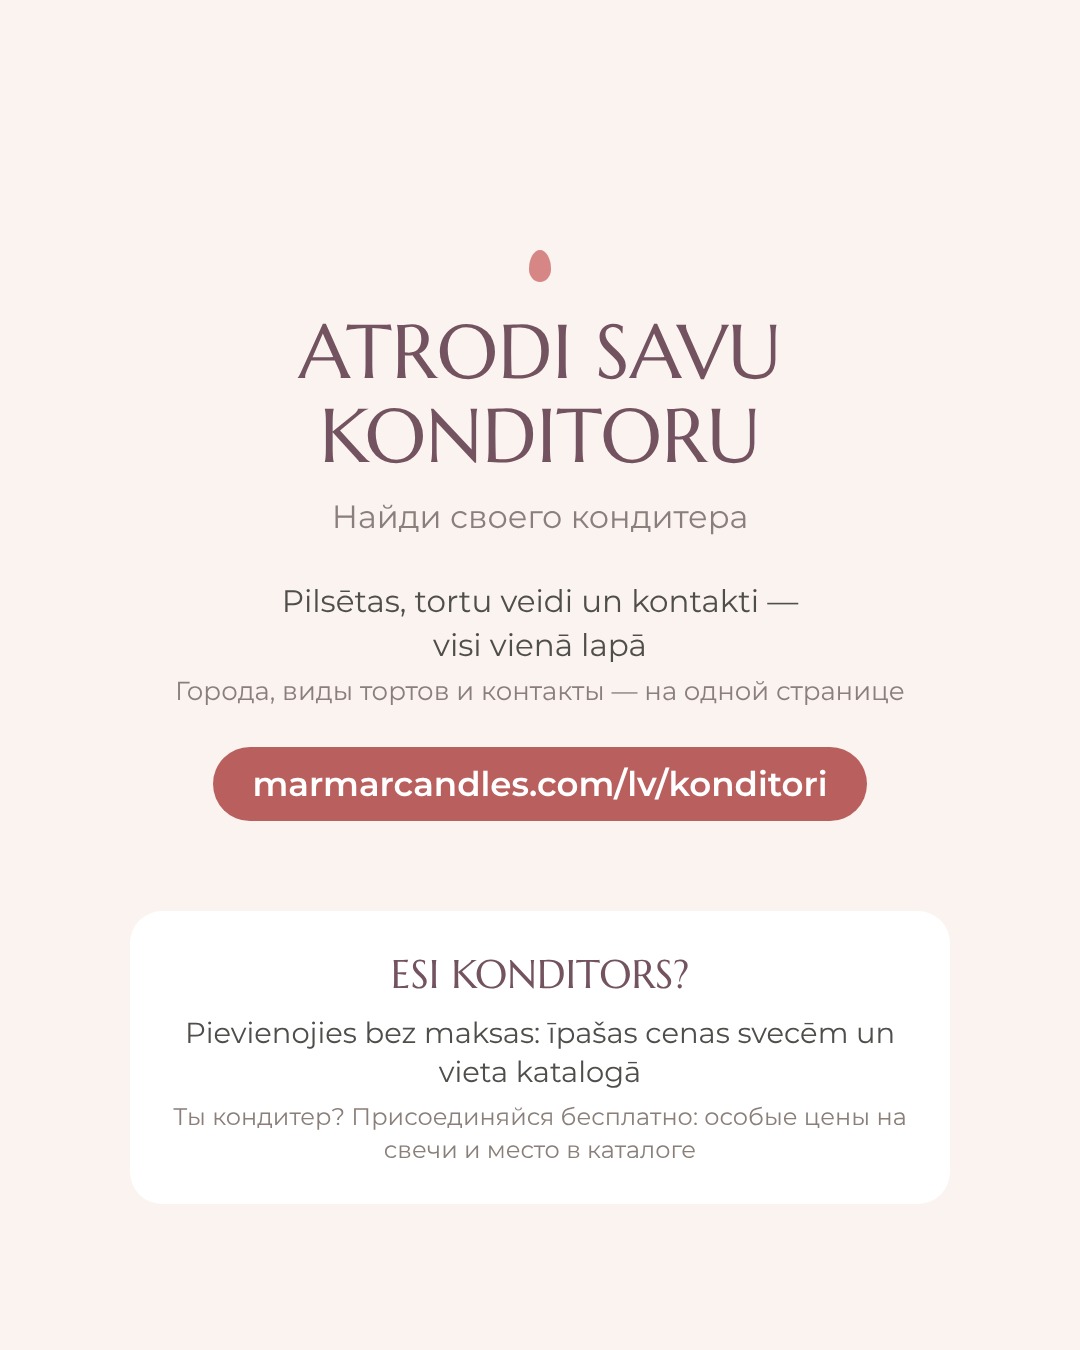 ATRODI SAVU
KONDITORU
Найди своего кондитера
Pilsētas, tortu veidi un kontakti —
visi vienā lapā
Города, виды тортов и контакты — на одной странице
marmarcandles.com/lv/konditori
ESI KONDITORS?
Pievienojies bez maksas: īpašas cenas svecēm un
vieta katalogā
Ты кондитер? Присоединяйся бесплатно: особые цены на
свечи и место в каталоге